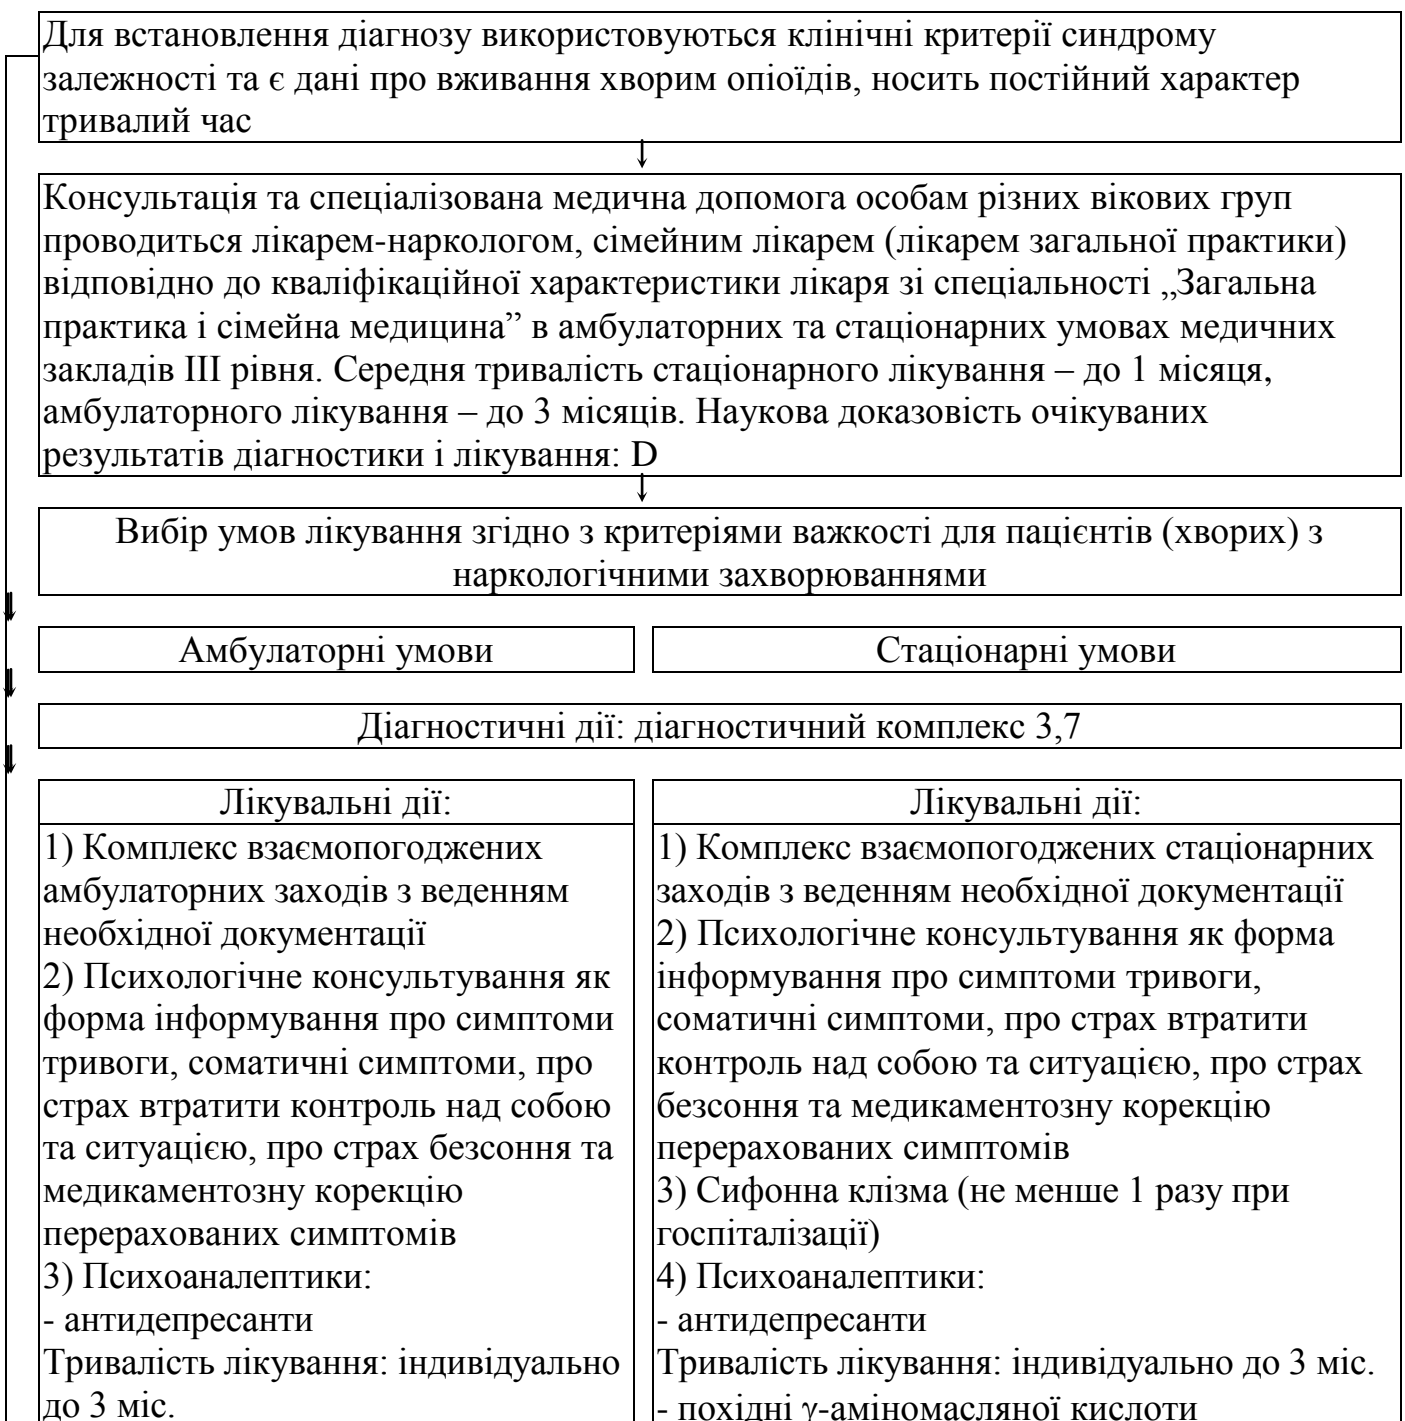 Для встановлення діагнозу використовуються клінічні критерії синдрому
залежності та є дані про вживання хворим опіоїдів, носить постійний характер
тривалий час
Консультація та спеціалізована медична допомога особам різних вікових груп
проводиться лікарем-наркологом, сімейним лікарем (лікарем загальної практики)
відповідно до кваліфікаційної характеристики лікаря зі спеціальності „Загальна
практика і сімейна медицина” в амбулаторних та стаціонарних умовах медичних
закладів III рівня. Середня тривалість стаціонарного лікування – до 1 місяця,
амбулаторного лікування – до 3 місяців. Наукова доказовість очікуваних
результатів діагностики і лікування: D
Вибір умов лікування згідно з критеріями важкості для пацієнтів (хворих) з
наркологічними захворюваннями
Амбулаторні умови
Стаціонарні умови
Діагностичні дії: діагностичний комплекс 3,7
Лікувальні дії:
1) Комплекс взаємопогоджених
амбулаторних заходів з веденням
необхідної документації
2) Психологічне консультування як
форма інформування про симптоми
тривоги, соматичні симптоми, про
страх втратити контроль над собою
та ситуацією, про страх безсоння та
медикаментозну корекцію
перерахованих симптомів
3) Психоаналептики:
- антидепресанти
Тривалість лікування: індивідуально
до 3 міс.
Лікувальні дії:
1) Комплекс взаємопогоджених стаціонарних
заходів з веденням необхідної документації
2) Психологічне консультування як форма
інформування про симптоми тривоги,
соматичні симптоми, про страх втратити
контроль над собою та ситуацією, про страх
безсоння та медикаментозну корекцію
перерахованих симптомів
3) Сифонна клізма (не менше 1 разу при
госпіталізації)
4) Психоаналептики:
- антидепресанти
Тривалість лікування: індивідуально до 3 міс.
- похідні γ-аміномасляної кислоти